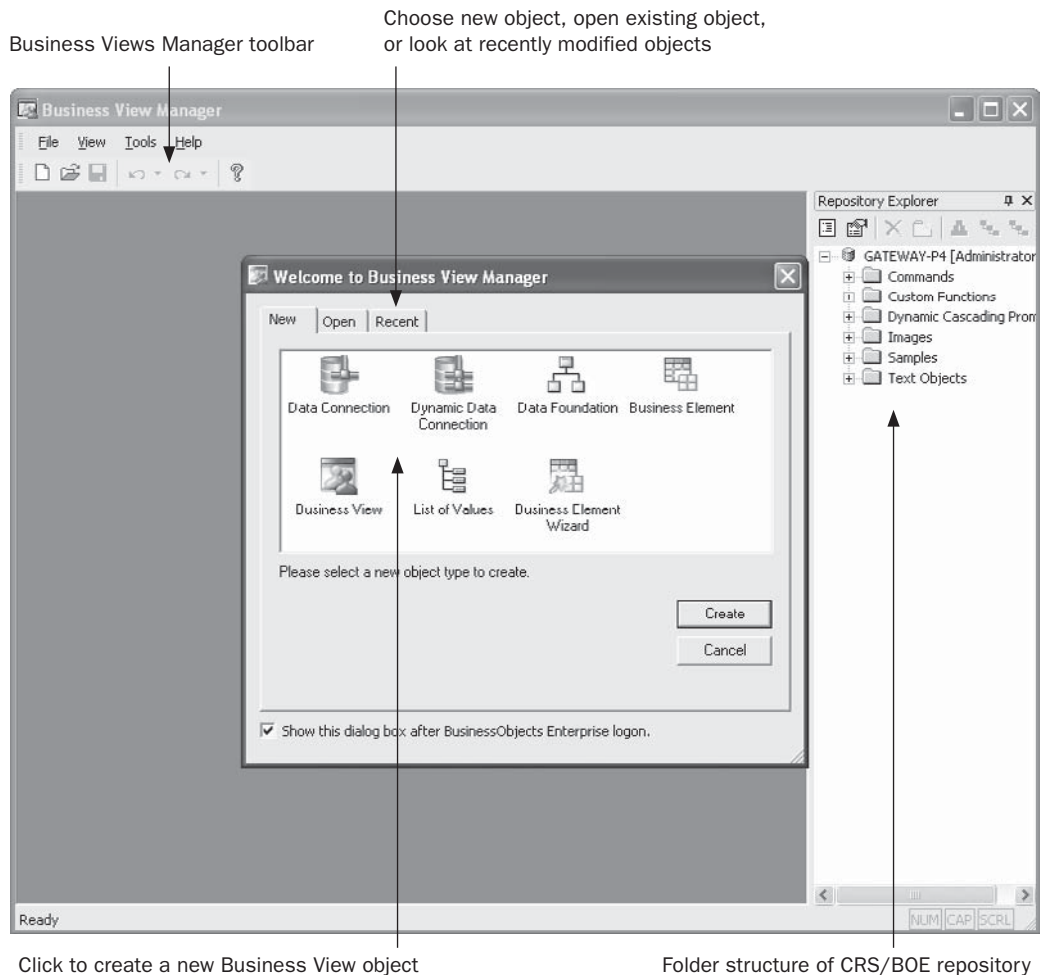 Choose new object, open existing object,
or look at recently modified objects
Business Views Manager toolbar
Business View Manager
File View Tools Help
Repository Explorer
GATEWAY-P4 [Administrator
Commands
Custom Functions
Dynamic Cascading Pron
Images
Samples
Text Objects
Welcome to Business View Manager
New Open Recent
Data Connection
Dynamic Data
Connection
Data Foundation
Business Element
Business View
List of Values
Business Element
Wizard
Please select a new object type to create.
Create
Cancel
Show this dialog box after BusinessObjects Enterprise logon.
Ready
NUM CAP SCRL
Click to create a new Business View object
Folder structure of CRS/BOE repository